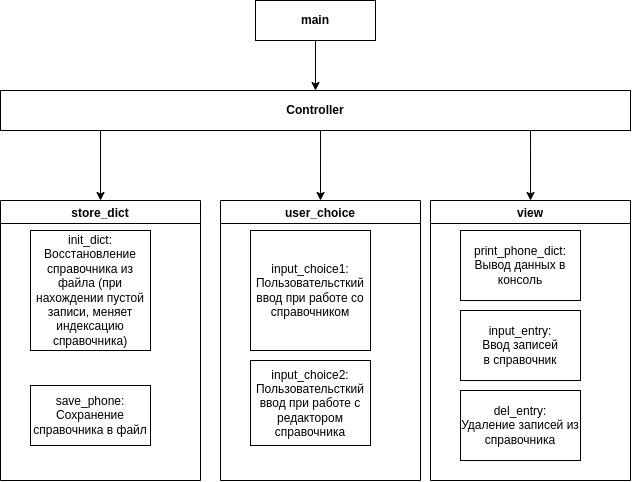 main
Controller
store_dict
init_dict:
Восстановление
справочника из
файла (при
нахождении пустой
записи, меняет
индексацию
справочника)
save_phone:
Сохранение
справочника в файл
user_choice
input_choice1:
Пользовательсткий
ввод при работе со
справочником
input_choice2:
Пользовательсткий
ввод при работе с
редактором
справочника
view
print_phone_dict:
Вывод данных в
консоль
input_entry:
Ввод записей
в справочник
del_entry:
Удаление записей из
справочника